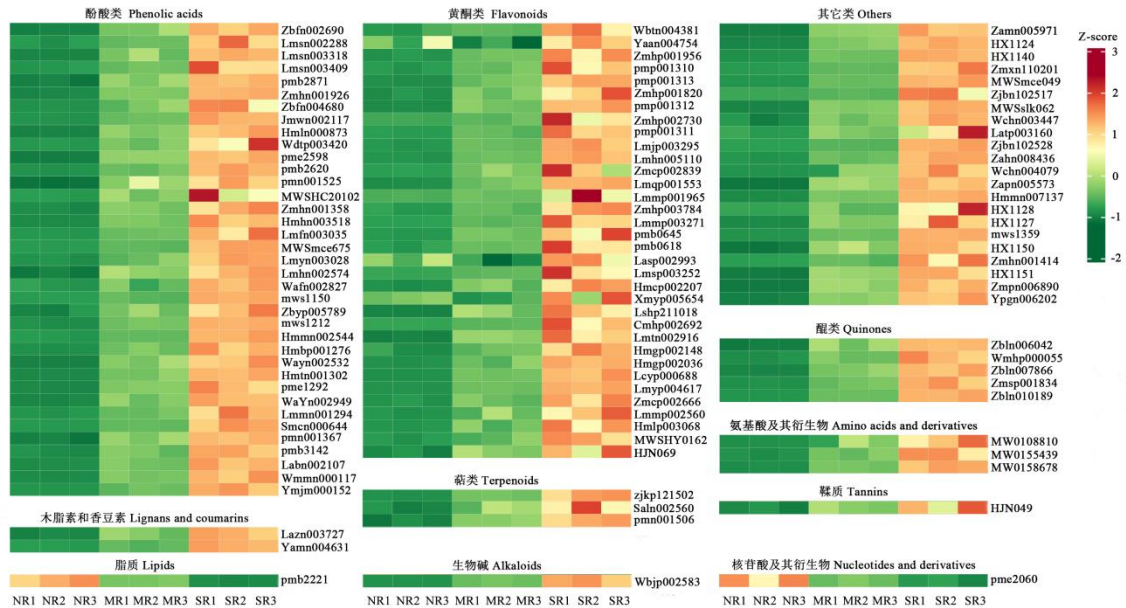 酚酸类 Phenolic acids
Zbfn002690
Lmsn002288
Lmsn003318
Lmsn003409
pmb2871
Zmhn001926
Zbfn004680
Jmwn002117
Hmln000873
Wdtp003420
pme2598
pmb2620
pmn001525
MWSHC20102
Zmhn001358
Hmhn003518
Lmfn003035
MWSmce675
Lmyn003028
Lmhn002574
Wafn002827
mws1150
Zbyp005789
mws1212
Hmmn002544
Hmbp001276
Wayn002532
Hmtn001302
pme1292
WaYn002949
Lmmn001294
Smcn000644
pmn001367
pmb3142
Labn002107
Wmmn000117
Ymjm000152
木脂素和香豆素 Lignans and coumarins
Lazn003727
Yamn004631
脂质 Lipids
pmb2221
NR1 NR2 NR3 MR1 MR2 MR3 SR1 SR2 SR3
黄酮类 Flavonoids
Wbtn004381
Yaan004754
Zmhp001956
pmp001310
pmp001313
Zmhp001820
pmp001312
Zmhp002730
pmp001311
Lmjp003295
Lmhn005110
Zmcp002839
Lmqp001553
Lmmp001965
Zmhp003784
Lmmp003271
pmb0645
pmb0618
Lasp002993
Lmsp003252
Hmcp002207
Xmyp005654
Lshp211018
Cmhp002692
Lmtn002916
Hmgp002148
Hmgp002036
Lcyp000688
Lmyp004617
Zmcp002666
Lmmp002560
Hmlp003068
MWSHY0162
HJN069
萜类 Terpenoids
zjkp121502
Saln002560
pmn001506
生物碱 Alkaloids
Wbjp002583
NR1 NR2 NR3 MR1 MR2 MR3 SR1 SR2 SR3
其它类 Others
Zamn005971
HX1124
HX1140
Zmxn110201
MWSmce049
Zjbn102517
MWSslk062
Wchn003447
Latp003160
Zjbn102528
Zahn008436
Wchn004079
Zapn005573
Hmmn007137
HX1128
HX1127
mws1359
HX1150
Zmhn001414
HX1151
Zmpn006890
Ypgn006202
醌类 Quinones
Zbln006042
Wmhp000055
Zbln007866
Zmsp001834
Zbln010189
氨基酸及其衍生物 Amino acids and derivatives
MW0108810
MW0155439
MW0158678
鞣质 Tannins
HJN049
核苷酸及其衍生物 Nucleotides and derivatives
pme2060
NR1 NR2 NR3 MR1 MR2 MR3 SR1 SR2 SR3
Z-score
3
2
1
0
-1
-2